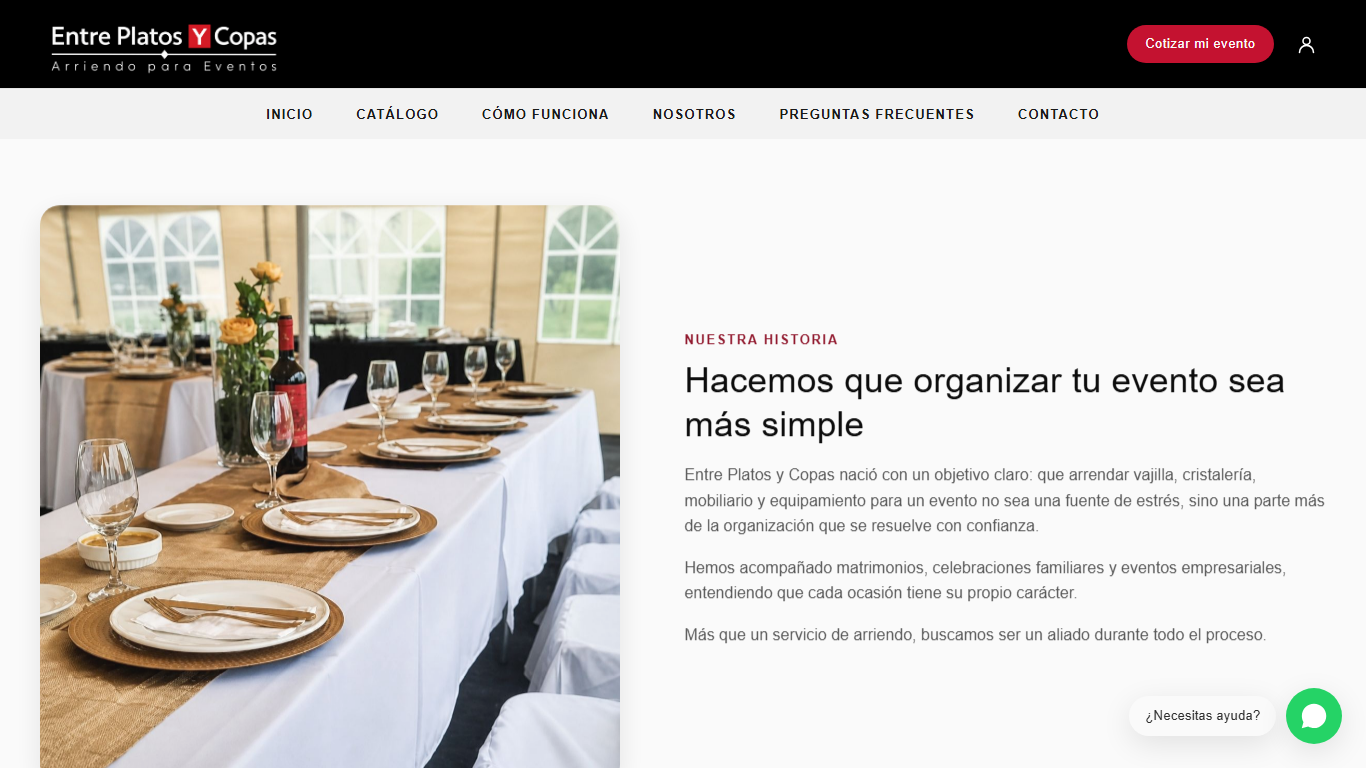 Entre Platos Y Copas
Arriendo para Eventos
Cotizar mi evento
INICIO
CATÁLOGO
CÓMO FUNCIONA
NOSOTROS
PREGUNTAS FRECUENTES
CONTACTO
NUESTRA HISTORIA
Hacemos que organizar tu evento sea
más simple
Entre Platos y Copas nació con un objetivo claro: que arrendar vajilla, cristalería,
mobiliario y equipamiento para un evento no sea una fuente de estrés, sino una parte más
de la organización que se resuelve con confianza.
Hemos acompañado matrimonios, celebraciones familiares y eventos empresariales,
entendiendo que cada ocasión tiene su propio carácter.
Más que un servicio de arriendo, buscamos ser un aliado durante todo el proceso.
¿Necesitas ayuda?